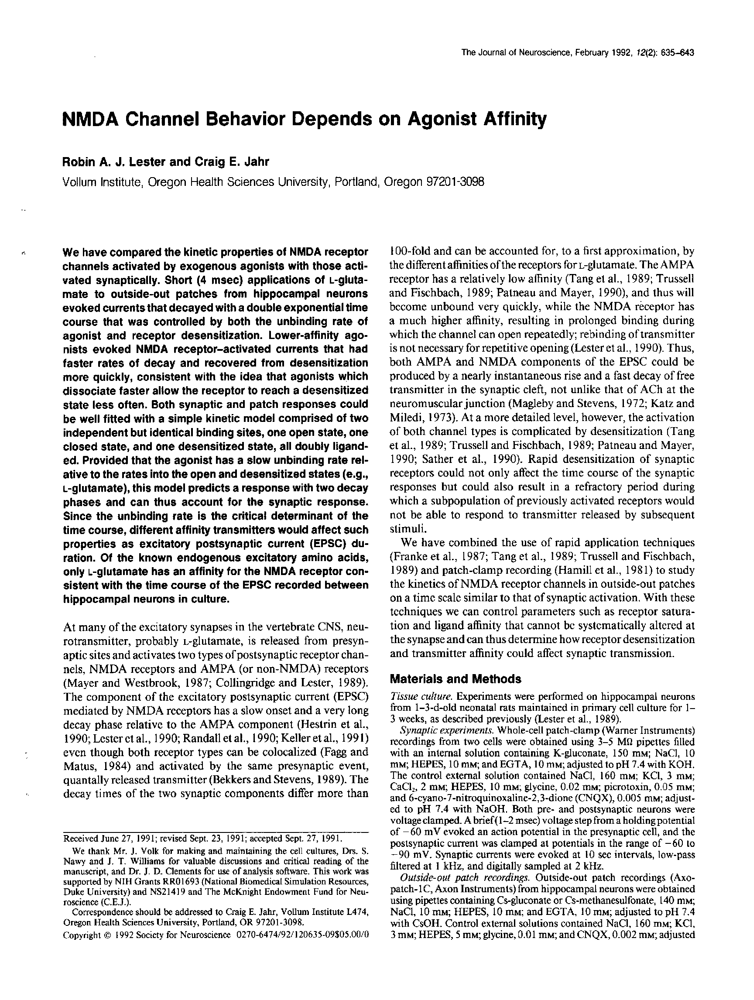 The Journal of Neuroscience, February 1992, 12(2): 635-643
NMDA Channel Behavior Depends on Agonist Affinity
Robin A. J. Lester and Craig E. Jahr
Vollum Institute, Oregon Health Sciences University, Portland, Oregon 97201-3098
We have compared the kinetic properties of NMDA receptor
channels activated by exogenous agonists with those acti-
vated synaptically. Short (4 msec) applications of L-gluta-
mate to outside-out patches from hippocampal neurons
evoked currents that decayed with a double exponential time
course that was controlled by both the unbinding rate of
agonist and receptor desensitization. Lower-affinity ago-
nists evoked NMDA receptor-activated currents that had
faster rates of decay and recovered from desensitization
more quickly, consistent with the idea that agonists which
dissociate faster allow the receptor to reach a desensitized
state less often. Both synaptic and patch responses could
be well fitted with a simple kinetic model comprised of two
independent but identical binding sites, one open state, one
closed state, and one desensitized state, all doubly ligand-
ed. Provided that the agonist has a slow unbinding rate rel-
ative to the rates into the open and desensitized states (e.g.,
L-glutamate), this model predicts a response with two decay
phases and can thus account for the synaptic response.
Since the unbinding rate is the critical determinant of the
time course, different affinity transmitters would affect such
properties as excitatory postsynaptic current (EPSC) du-
ration. Of the known endogenous excitatory amino acids,
only L-glutamate has an affinity for the NMDA receptor con-
sistent with the time course of the EPSC recorded between
hippocampal neurons in culture.
At many of the excitatory synapses in the vertebrate CNS, neu-
rotransmitter, probably L-glutamate, is released from presyn-
aptic sites and activates two types of postsynaptic receptor chan-
nels, NMDA receptors and AMPA (or non-NMDA) receptors
(Mayer and Westbrook, 1987; Collingridge and Lester, 1989).
The component of the excitatory postsynaptic current (EPSC)
mediated by NMDA receptors has a slow onset and a very long
decay phase relative to the AMPA component (Hestrin et al.,
1990; Lester et al., 1990; Randall et al., 1990; Keller et al., 1991)
even though both receptor types can be colocalized (Fagg and
Matus, 1984) and activated by the same presynaptic event,
quantally released transmitter (Bekkers and Stevens, 1989). The
decay times of the two synaptic components differ more than
Received June 27, 1991; revised Sept. 23, 1991; accepted Sept. 27, 1991.
We thank Mr. J. Volk for making and maintaining the cell cultures, Drs. S.
Nawy and J. T. Williams for valuable discussions and critical reading of the
manuscript, and Dr. J. D. Clements for use of analysis software. This work was
supported by NIH Grants RR01693 (National Biomedical Simulation Resources,
Duke University) and NS21419 and The McKnight Endowment Fund for Neu-
roscience (C.E.J.).
Correspondence should be addressed to Craig E. Jahr, Vollum Institute L474,
Oregon Health Sciences University, Portland, OR 97201-3098.
Copyright © 1992 Society for Neuroscience 0270-6474/92/120635-09$05.00/0
100-fold and can be accounted for, to a first approximation, by
the different affinities of the receptors for L-glutamate. The AMPA
receptor has a relatively low affinity (Tang et al., 1989; Trussell
and Fischbach, 1989; Patneau and Mayer, 1990), and thus will
become unbound very quickly, while the NMDA receptor has
a much higher affinity, resulting in prolonged binding during
which the channel can open repeatedly; rebinding of transmitter
is not necessary for repetitive opening (Lester et al., 1990). Thus,
both AMPA and NMDA components of the EPSC could be
produced by a nearly instantaneous rise and a fast decay of free
transmitter in the synaptic cleft, not unlike that of ACh at the
neuromuscular junction (Magleby and Stevens, 1972; Katz and
Miledi, 1973). At a more detailed level, however, the activation
of both channel types is complicated by desensitization (Tang
et al., 1989; Trussell and Fischbach, 1989; Patneau and Mayer,
1990; Sather et al., 1990). Rapid desensitization of synaptic
receptors could not only affect the time course of the synaptic
responses but could also result in a refractory period during
which a subpopulation of previously activated receptors would
not be able to respond to transmitter released by subsequent
stimuli.
We have combined the use of rapid application techniques
(Franke et al., 1987; Tang et al., 1989; Trussell and Fischbach,
1989) and patch-clamp recording (Hamill et al., 1981) to study
the kinetics of NMDA receptor channels in outside-out patches
on a time scale similar to that of synaptic activation. With these
techniques we can control parameters such as receptor satura-
tion and ligand affinity that cannot be systematically altered at
the synapse and can thus determine how receptor desensitization
and transmitter affinity could affect synaptic transmission.
Materials and Methods
Tissue culture. Experiments were performed on hippocampal neurons
from 1-3-d-old neonatal rats maintained in primary cell culture for 1-
3 weeks, as described previously (Lester et al., 1989).
Synaptic experiments. Whole-cell patch-clamp (Warner Instruments)
recordings from two cells were obtained using 3-5 MΩ pipettes filled
with an internal solution containing K-gluconate, 150 mM; NaCl, 10
mM; HEPES, 10 mM; and EGTA, 10 mM; adjusted to pH 7.4 with KOH.
The control external solution contained NaCl, 160 mM; KCl, 3 mM;
CaCl₂, 2 mM; HEPES, 10 mM; glycine, 0.02 mM; picrotoxin, 0.05 mM;
and 6-cyano-7-nitroquinoxaline-2,3-dione (CNQX), 0.005 mM; adjust-
ed to pH 7.4 with NaOH. Both pre- and postsynaptic neurons were
voltage clamped. A brief (1-2 msec) voltage step from a holding potential
of −60 mV evoked an action potential in the presynaptic cell, and the
postsynaptic current was clamped at potentials in the range of −60 to
−90 mV. Synaptic currents were evoked at 10 sec intervals, low-pass
filtered at 1 kHz, and digitally sampled at 2 kHz.
Outside-out patch recordings. Outside-out patch recordings (Axo-
patch-1C, Axon Instruments) from hippocampal neurons were obtained
using pipettes containing Cs-gluconate or Cs-methanesulfonate, 140 mM;
NaCl, 10 mM; HEPES, 10 mM; and EGTA, 10 mM; adjusted to pH 7.4
with CsOH. Control external solutions contained NaCl, 160 mM; KCl,
3 mM; HEPES, 5 mM; glycine, 0.01 mM; and CNQX, 0.002 mM; adjusted